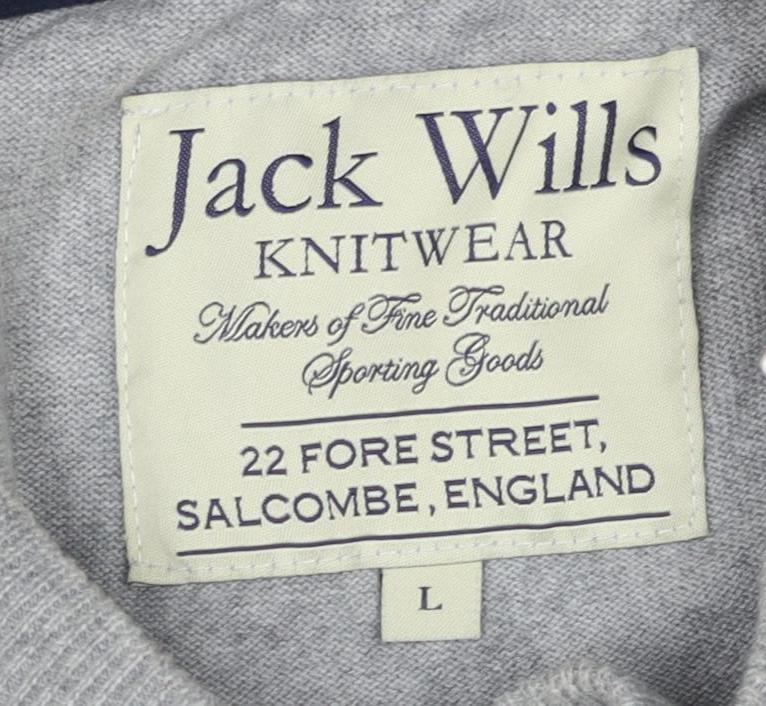 Jack Wills
KNITWEAR
Makers of Fine Traditional
Sporting Goods
22 FORE STREET,
SALCOMBE, ENGLAND
L